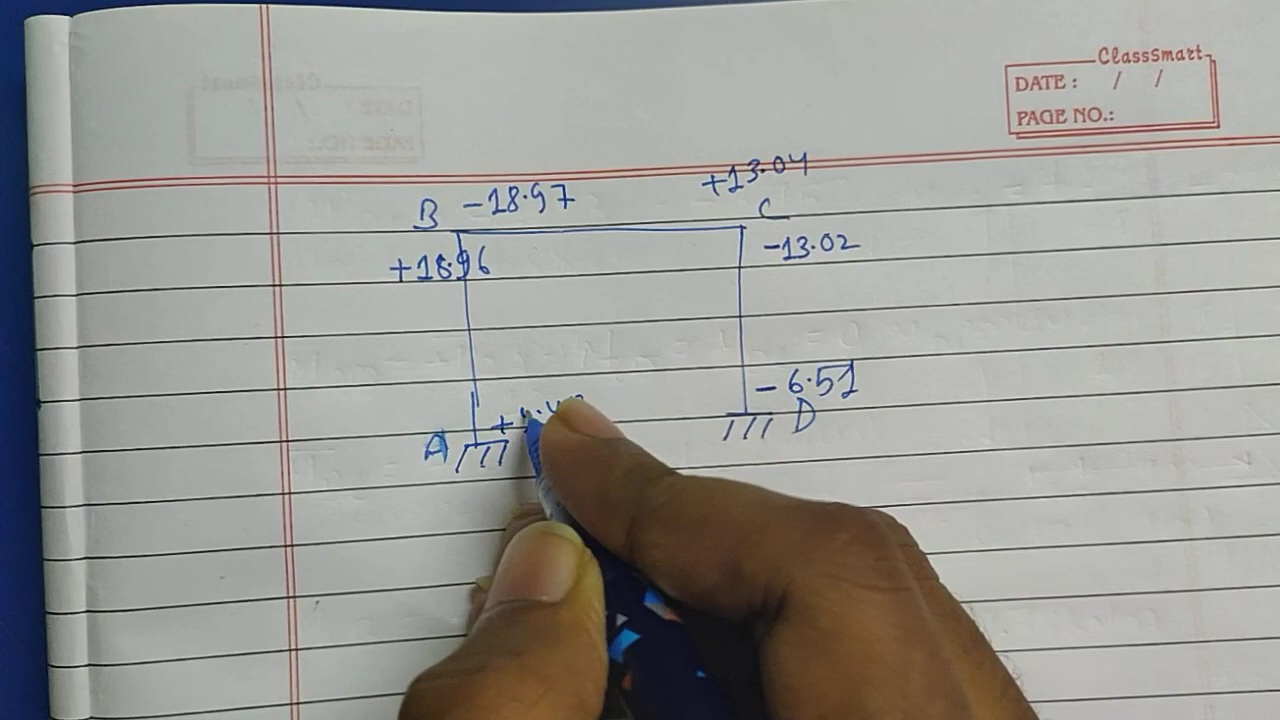 ClassSmart
DATE : / /
PAGE NO.:
+13.04
B -18.97
C
+18.96
-13.02
-6.51
D
A